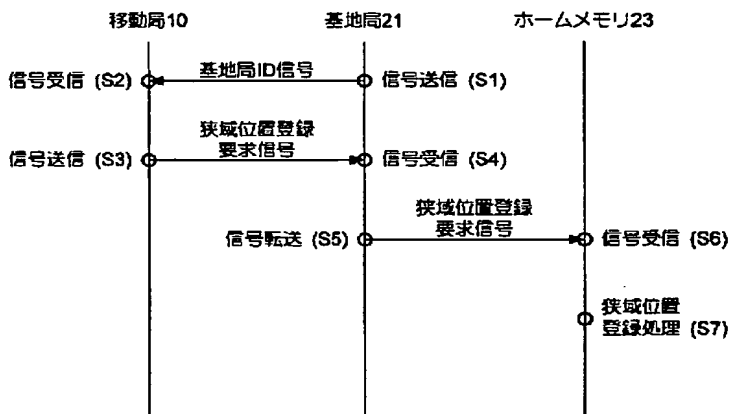 移動局10
基地局21
ホームメモリ23
信号受信 (S2)
基地局ID信号
信号送信 (S1)
狭域位置登録
要求信号
信号送信 (S3)
信号受信 (S4)
狭域位置登録
要求信号
信号転送 (S5)
信号受信 (S6)
狭域位置
登録処理 (S7)